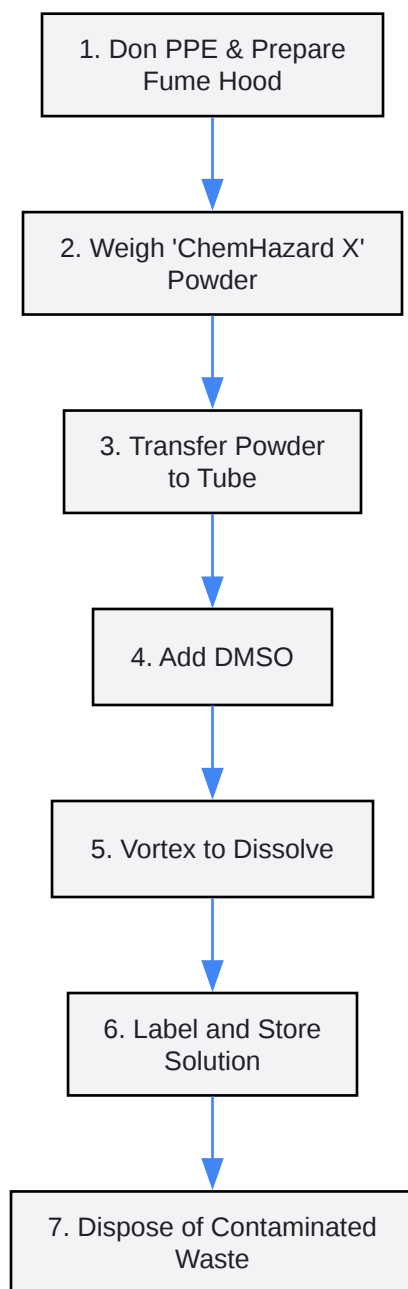 1. Don PPE & Prepare
Fume Hood
2. Weigh 'ChemHazard X'
Powder
3. Transfer Powder
to Tube
4. Add DMSO
5. Vortex to Dissolve
6. Label and Store
Solution
7. Dispose of Contaminated
Waste